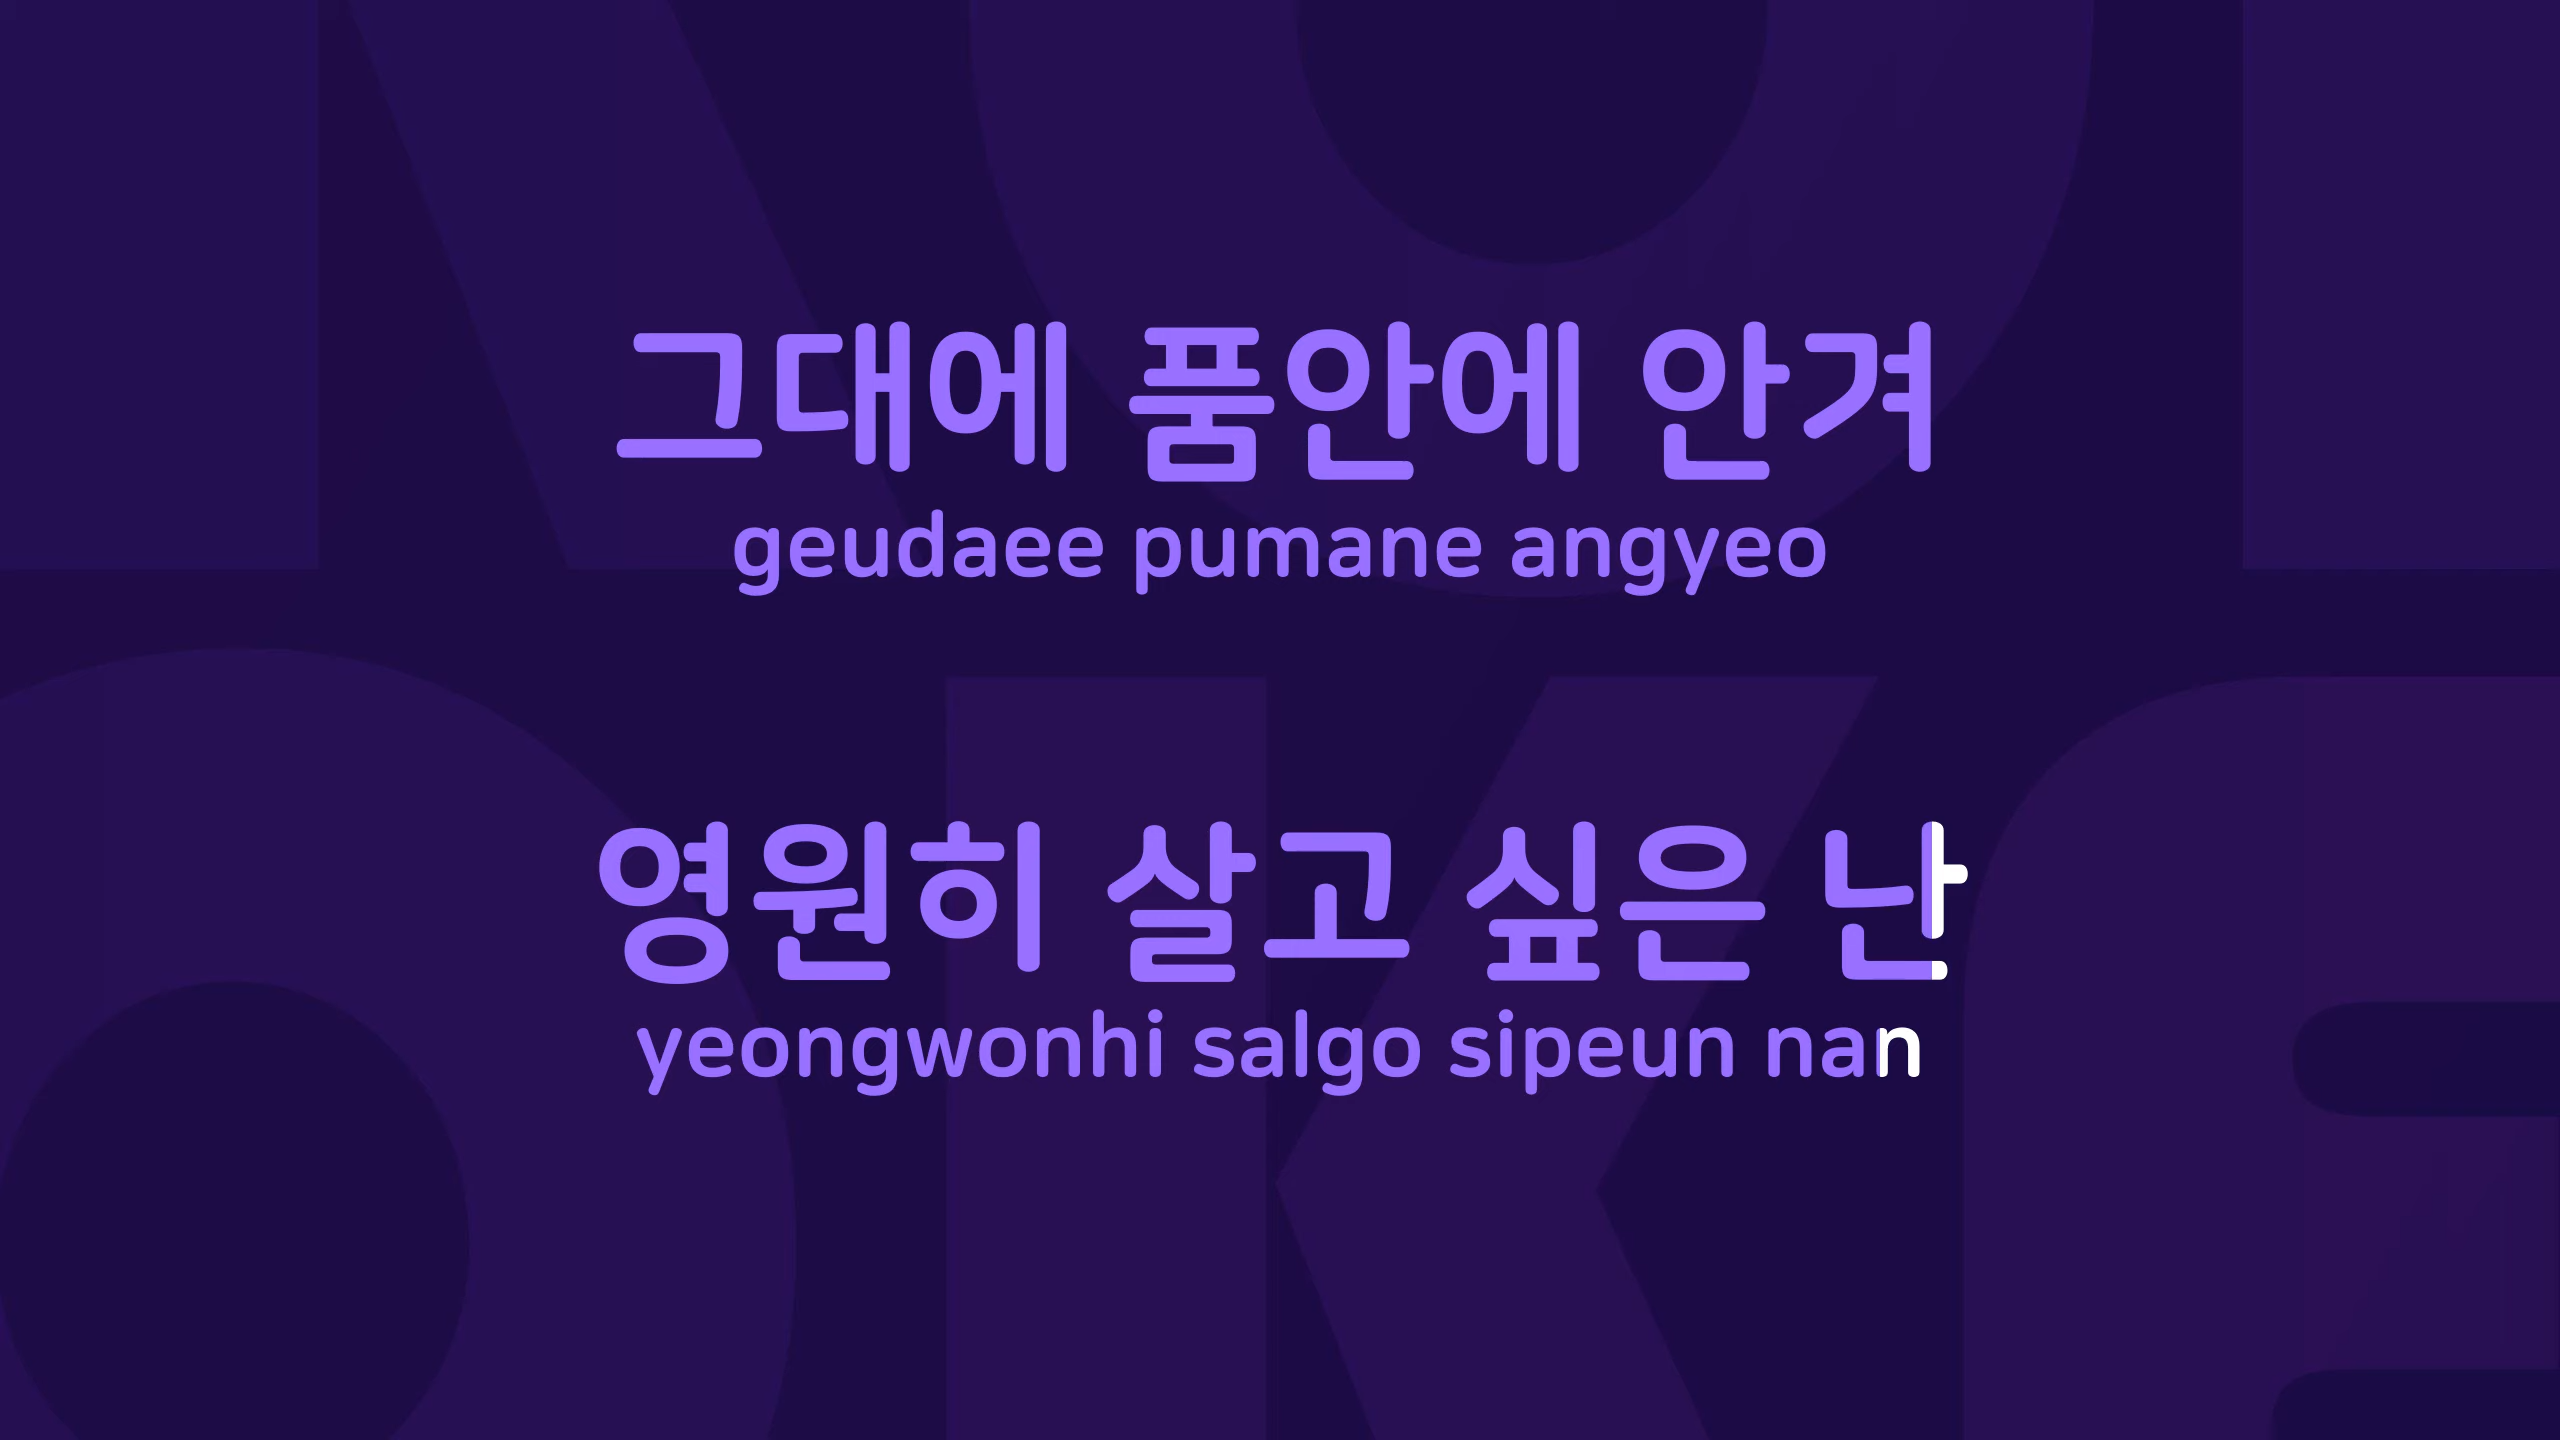 그대에 품안에 안겨
geudaee pumane angyeo
영원히 살고 싶은 난
yeongwonhi salgo sipeun nan